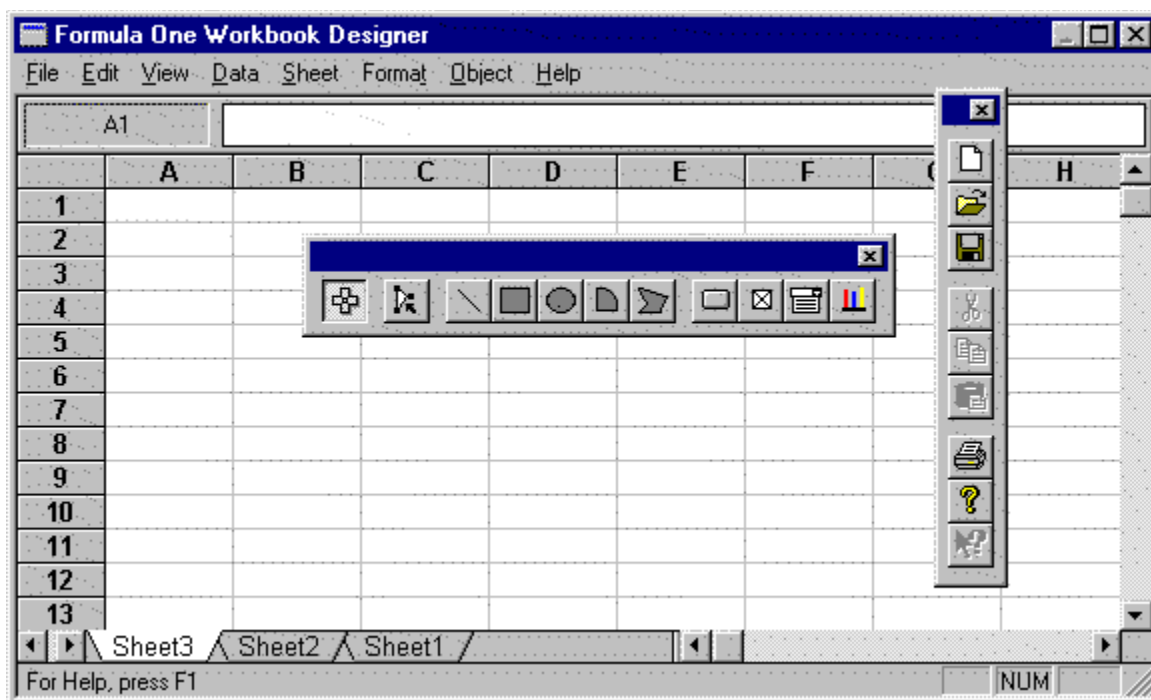 Formula One Workbook Designer
File Edit View Data Sheet Format Object Help
A1
A B C D E F H
1
2
3
4
5
6
7
8
9
10
11
12
13
Sheet3 Sheet2 Sheet1
For Help, press F1 NUM